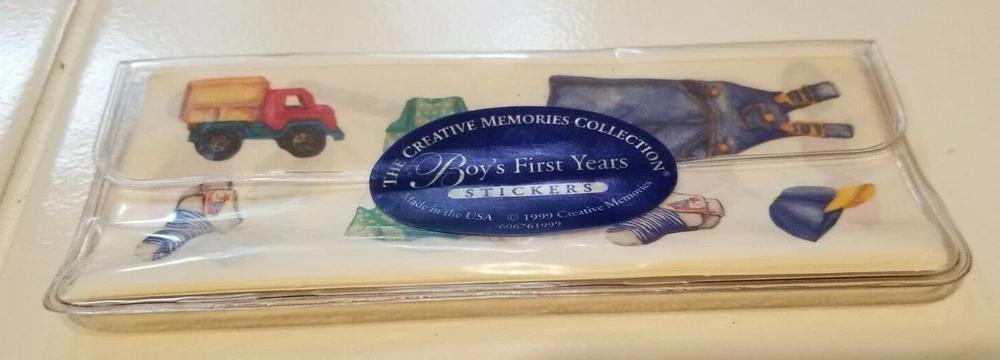 THE CREATIVE MEMORIES COLLECTION®
Boy's First Years
STICKERS
Made in the USA © 1999 Creative Memories
606761999